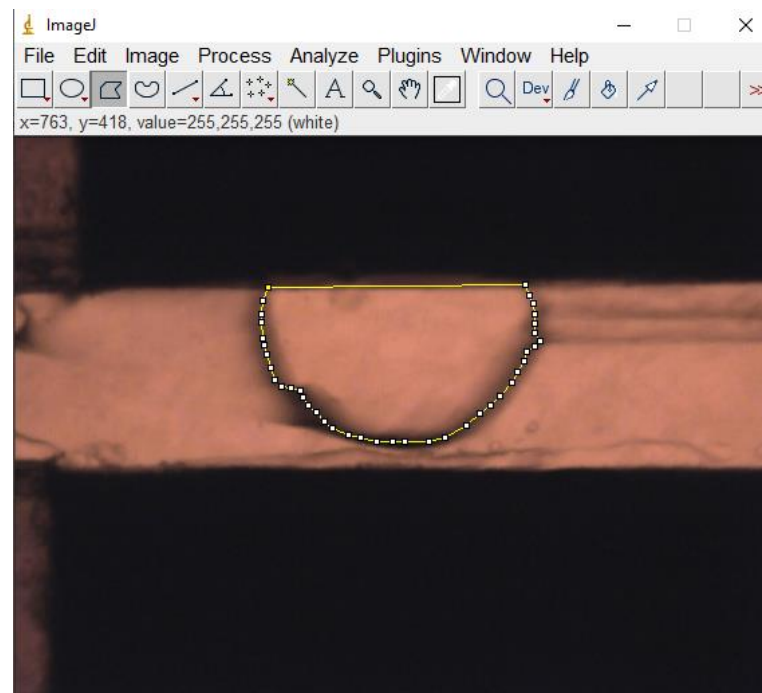 ImageJ
File Edit Image Process Analyze Plugins Window Help
A Dev >>
x=763, y=418, value=255,255,255 (white)